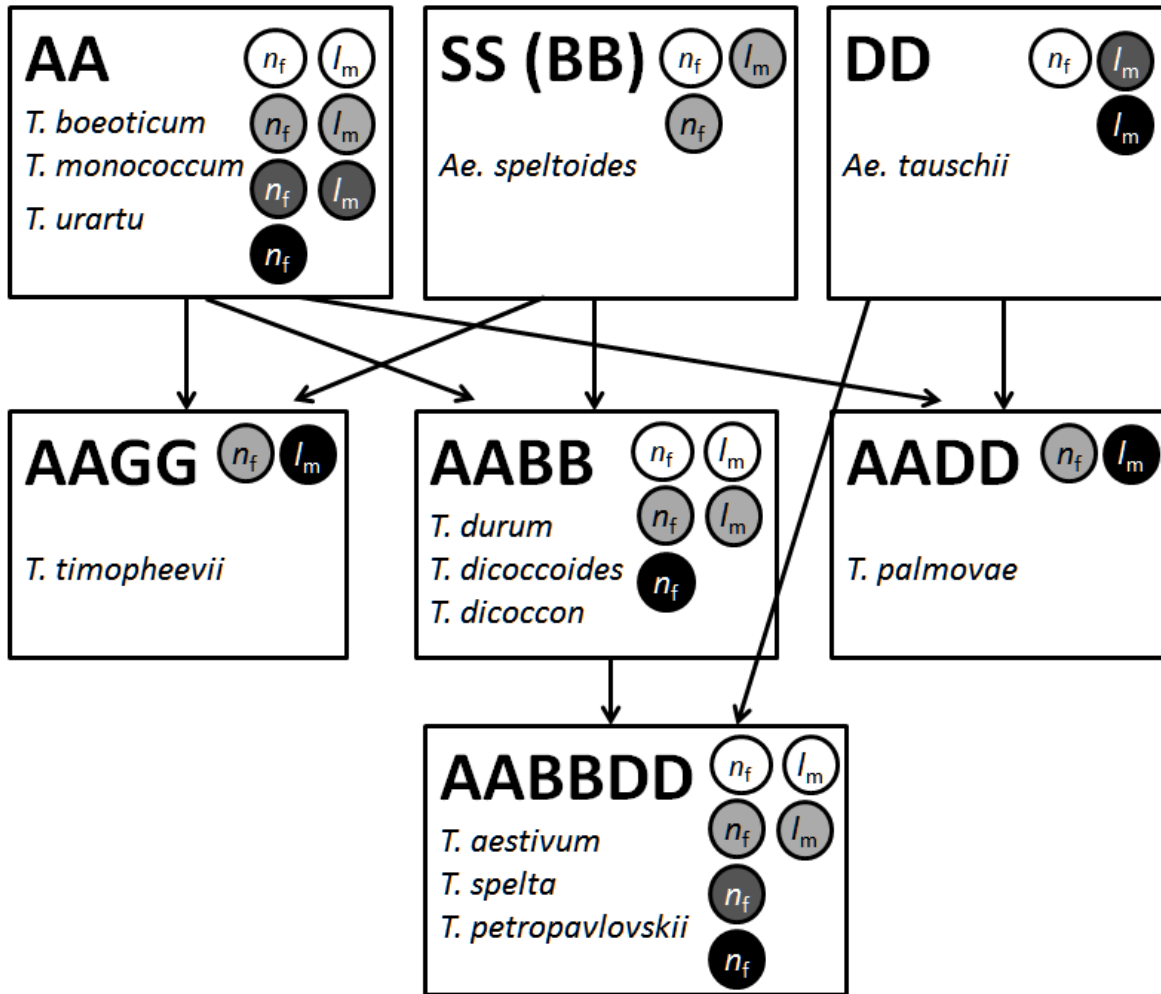 AA n_f l_m
T. boeoticum n_f l_m
T. monococcum n_f l_m
T. urartu n_f
SS (BB) n_f l_m
n_f
Ae. speltoides
DD n_f l_m
l_m
Ae. tauschii
AAGG n_f l_m
T. timopheevii
AABB n_f l_m
T. durum n_f l_m
T. dicoccoides n_f
T. dicoccon
AADD n_f l_m
T. palmovae
AABBDD n_f l_m
T. aestivum n_f l_m
T. spelta n_f
T. petropavlovskii n_f